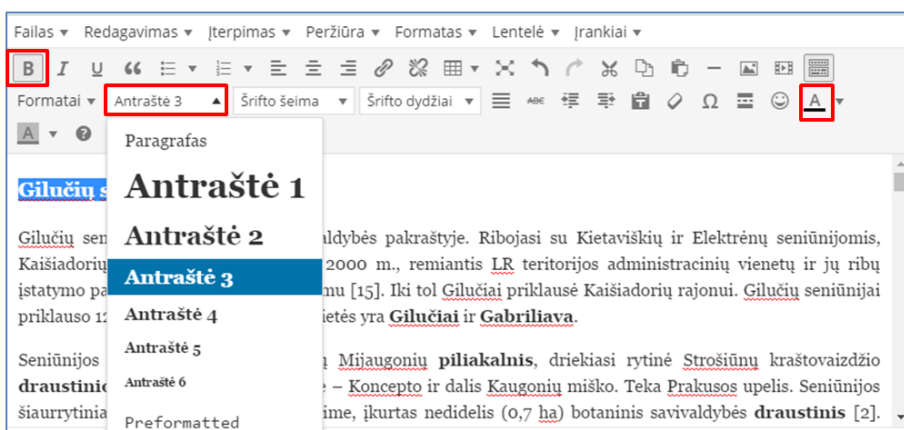 Failas ▾ Redagavimas ▾ Įterpimas ▾ Peržiūra ▾ Formatas ▾ Lentelė ▾ Įrankiai ▾
B I U
Formatai ▾ Antraštė 3 ▲ Šrifto šeima ▾ Šrifto dydžiai ▾ ABC Ω A ▾
A ▾
Paragrafas
Antraštė 1
Antraštė 2
Antraštė 3
Antraštė 4
Antraštė 5
Antraštė 6
Preformatted
Gilučių s
Gilučių sen aldybės pakraštyje. Ribojasi su Kietaviškių ir Elektrėnų seniūnijomis,
Kaišiadorių 2000 m., remiantis LR teritorijos administracinių vienetų ir jų ribų
įstatymo pa mu [15]. Iki tol Gilučiai priklausė Kaišiadorių rajonui. Gilučių seniūnijai
priklauso 12 ietės yra Gilučiai ir Gabriliava.
Seniūnijos Mijaugonių piliakalnis, driekiasi rytinė Strošiūnų kraštovaizdžio
draustinic – Koncepto ir dalis Kaugonių miško. Teka Prakusos upelis. Seniūnijos
šiaurrytinia ime, įkurtas nedidelis (0,7 ha) botaninis savivaldybės draustinis [2].